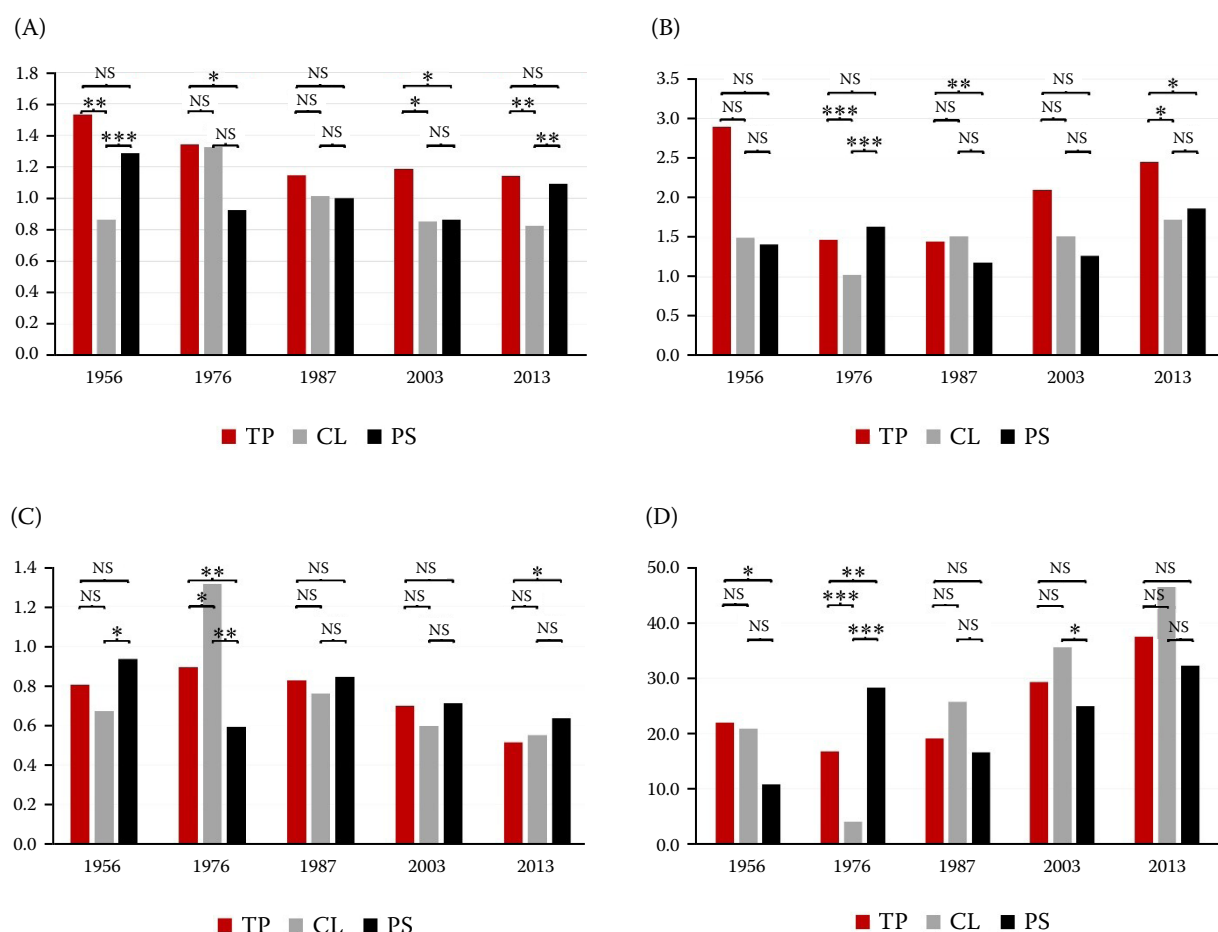 (A)
1.8
1.6
1.4
1.2
1.0
0.8
0.6
0.4
0.2
0.0
NS * NS * NS
** NS NS * **
*** NS NS NS **
1956 1976 1987 2003 2013
TP CL PS
(B)
3.5
3.0
2.5
2.0
1.5
1.0
0.5
0.0
NS NS ** NS *
NS *** NS NS *
NS *** NS NS NS
1956 1976 1987 2003 2013
TP CL PS
(C)
1.4
1.2
1.0
0.8
0.6
0.4
0.2
0.0
NS ** NS NS *
NS * NS NS NS
* ** NS NS NS
1956 1976 1987 2003 2013
TP CL PS
(D)
50.0
40.0
30.0
20.0
10.0
0.0
* ** NS NS NS
NS *** NS NS NS
NS *** NS * NS
1956 1976 1987 2003 2013
TP CL PS